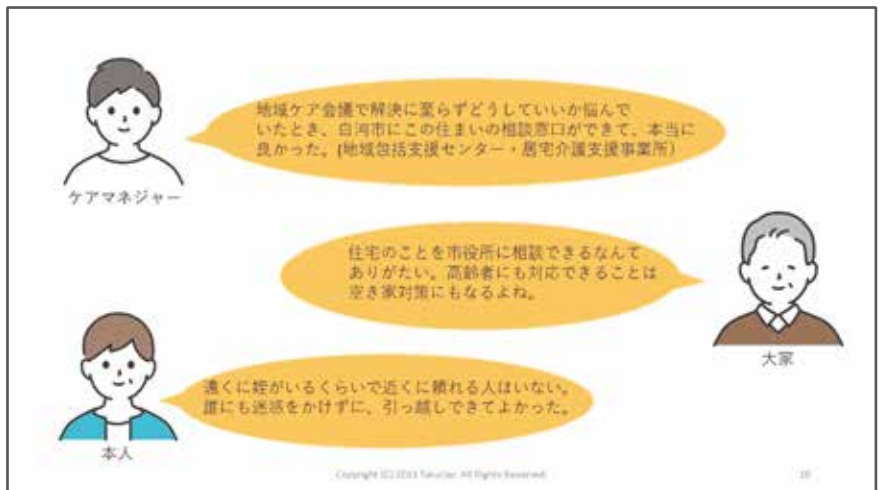 地域ケア会議で解決に至らずどうしていいか悩んで
いたとき、白河市にこの住まいの相談窓口ができて、本当に
良かった。(地域包括支援センター・居宅介護支援事業所)
ケアマネジャー
住宅のことを市役所に相談できるなんて
ありがたい。高齢者にも対応できることは
空き家対策にもなるよね。
大家
遠くに姪がいるくらいで近くに頼れる人はいない。
誰にも迷惑をかけずに、引っ越しできてよかった。
本人
Copyright (C) All Rights Reserved.